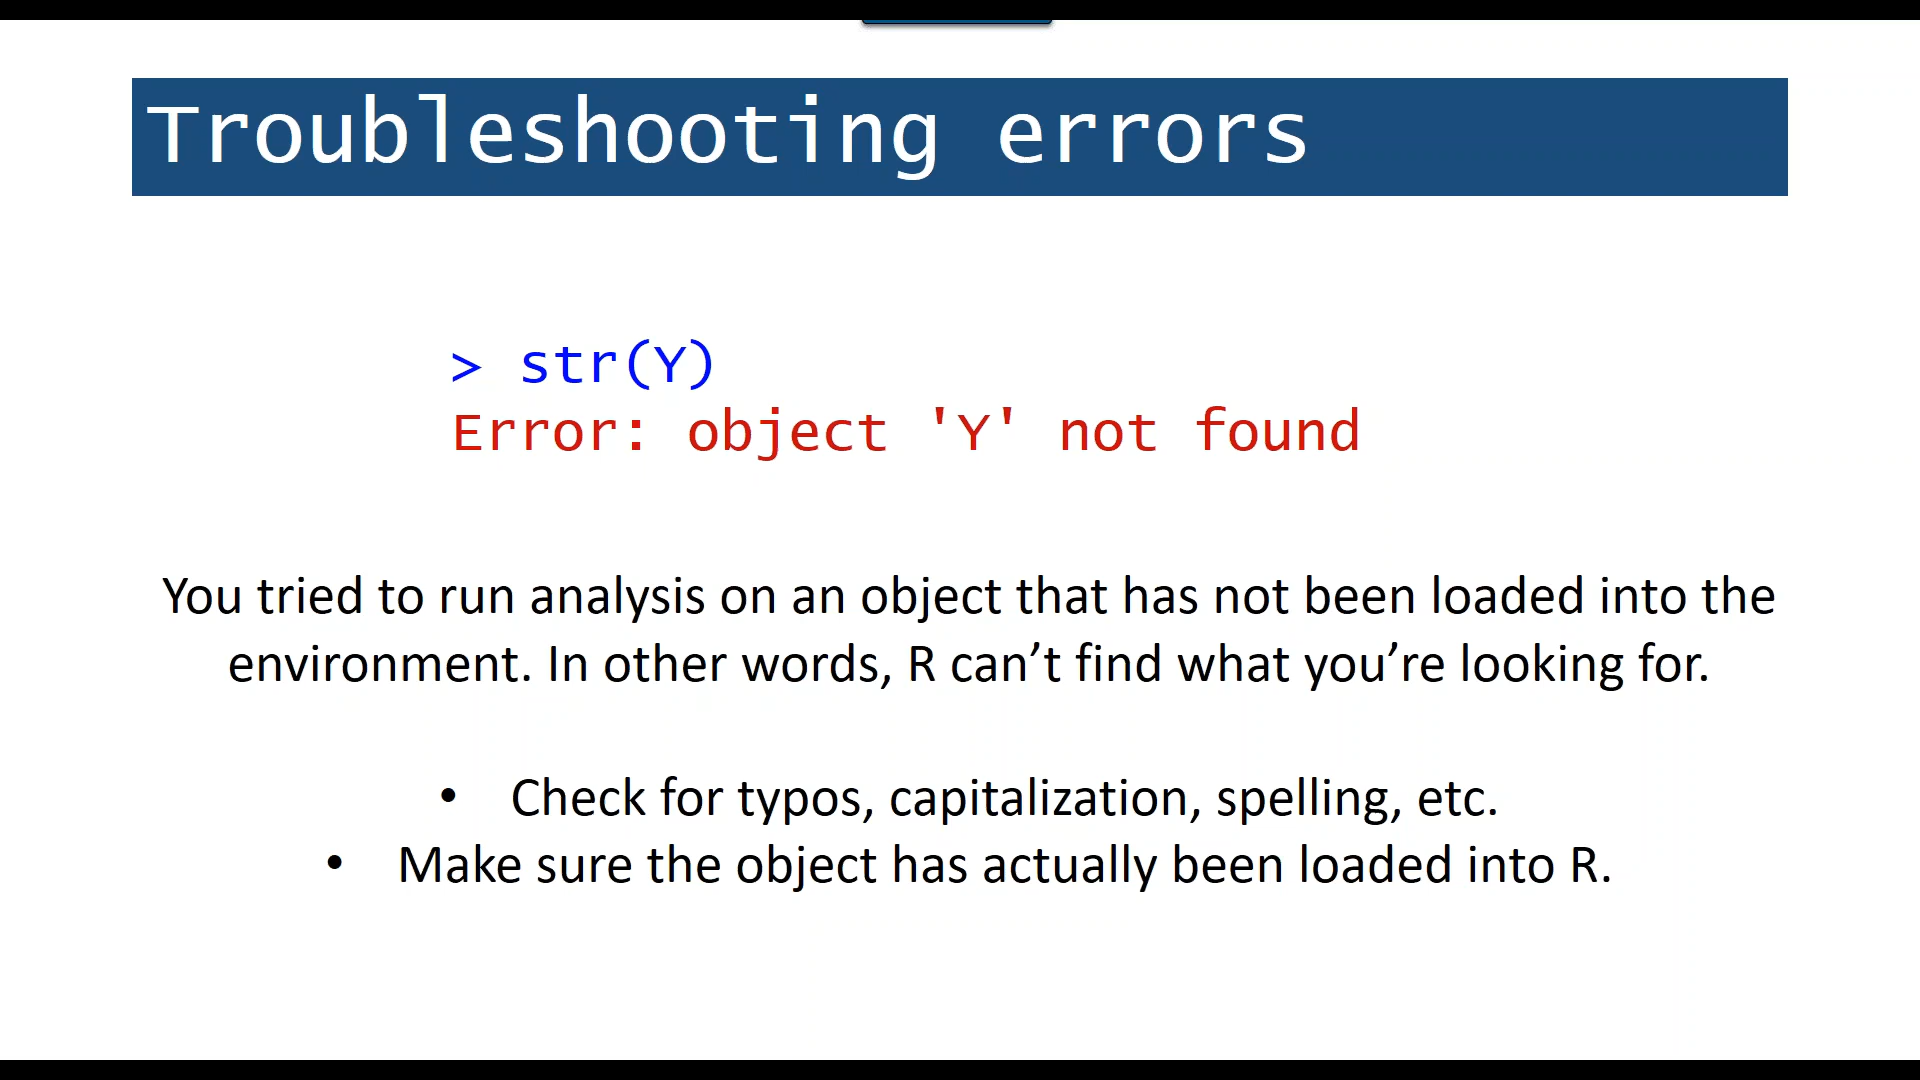 Troubleshooting errors
> str(Y)
Error: object 'Y' not found
You tried to run analysis on an object that has not been loaded into the
environment. In other words, R can’t find what you’re looking for.
• Check for typos, capitalization, spelling, etc.
• Make sure the object has actually been loaded into R.